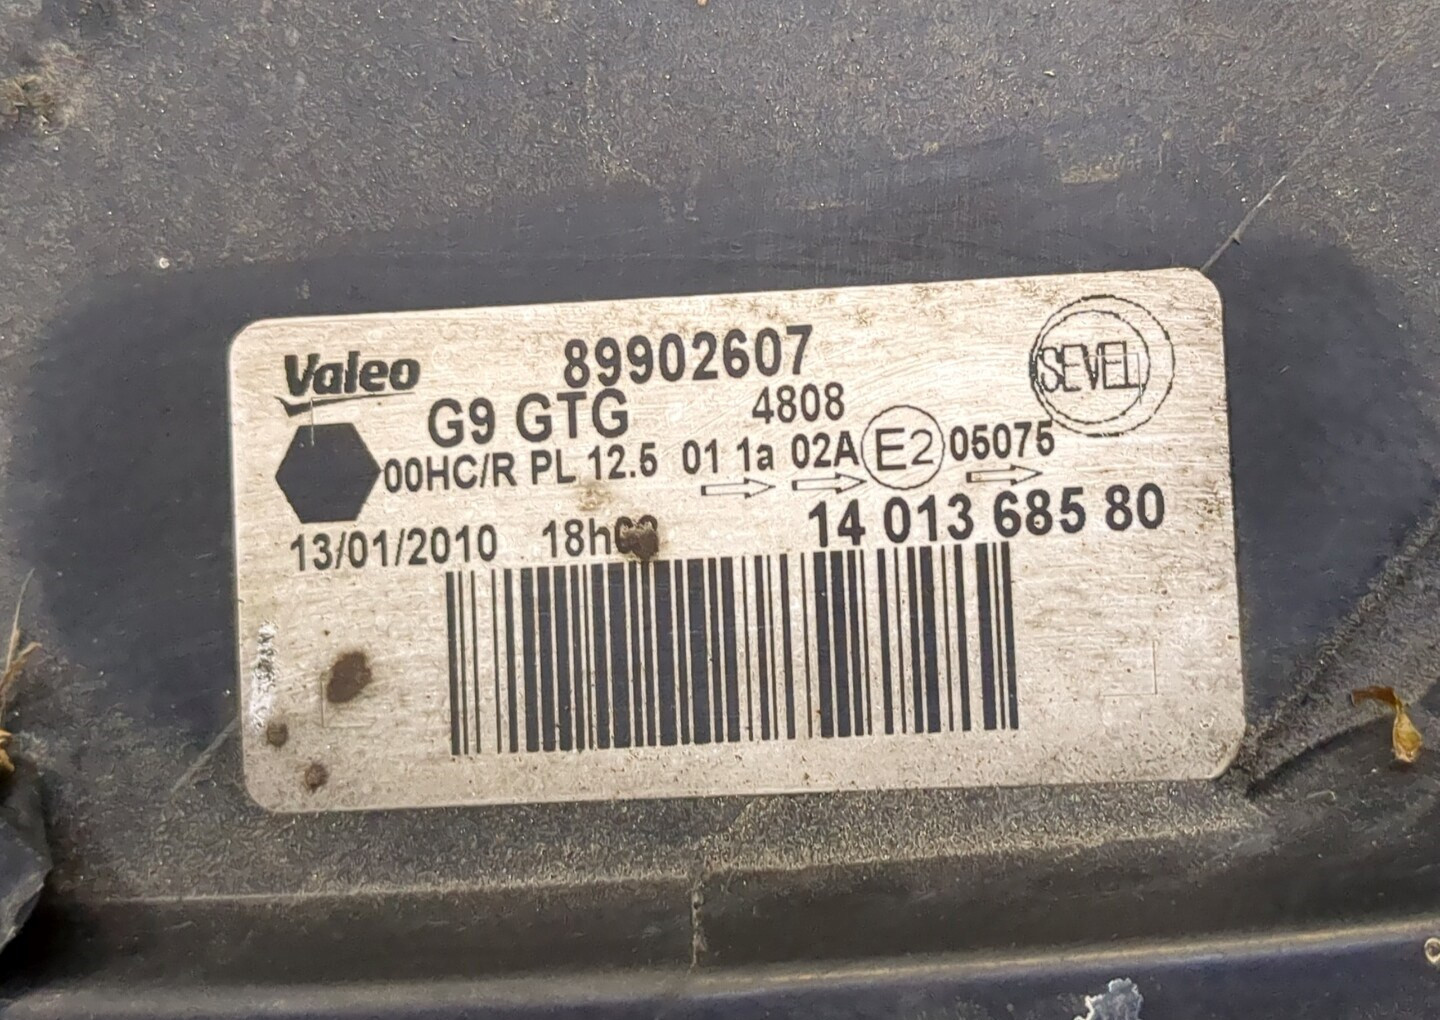 Valeo 89902607 SEVEL
G9 GTG 4808
00HC/R PL 12.5 01 1a 02A E2 05075
13/01/2010 14 013 685 80